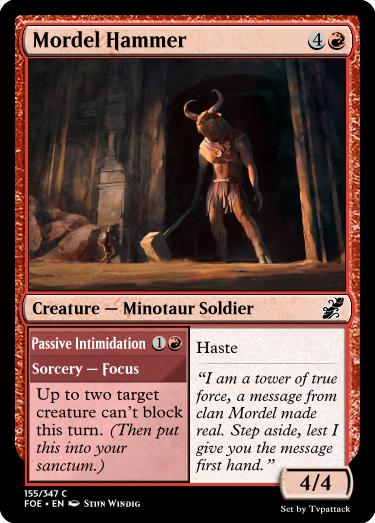 Mordel Hammer 4
Creature — Minotaur Soldier
Passive Intimidation 1
Sorcery — Focus
Up to two target
creature can't block
this turn. (Then put
this into your
sanctum.)
Haste
“I am a tower of true
force, a message from
clan Mordel made
real. Step aside, lest I
give you the message
first hand.”
4/4
155/347 C
FOE • EN Stijn Windig
Set by Tvpattack